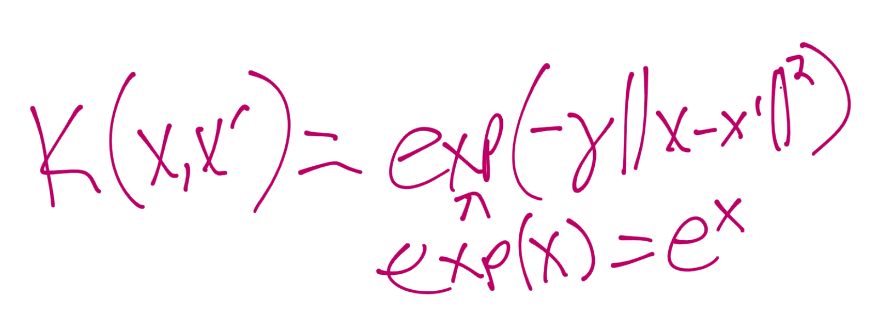 K(x,x') = exp(-γ||x-x'||²)
exp(x) = eˣ